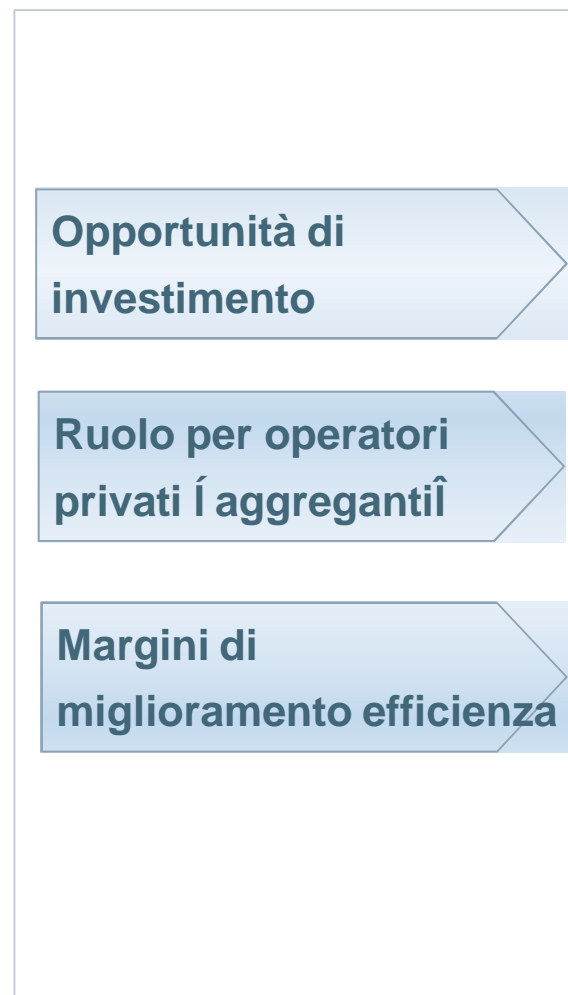 Opportunità di
investimento
Ruolo per operatori
privati Í aggregantiÎ
Margini di
miglioramento efficienza